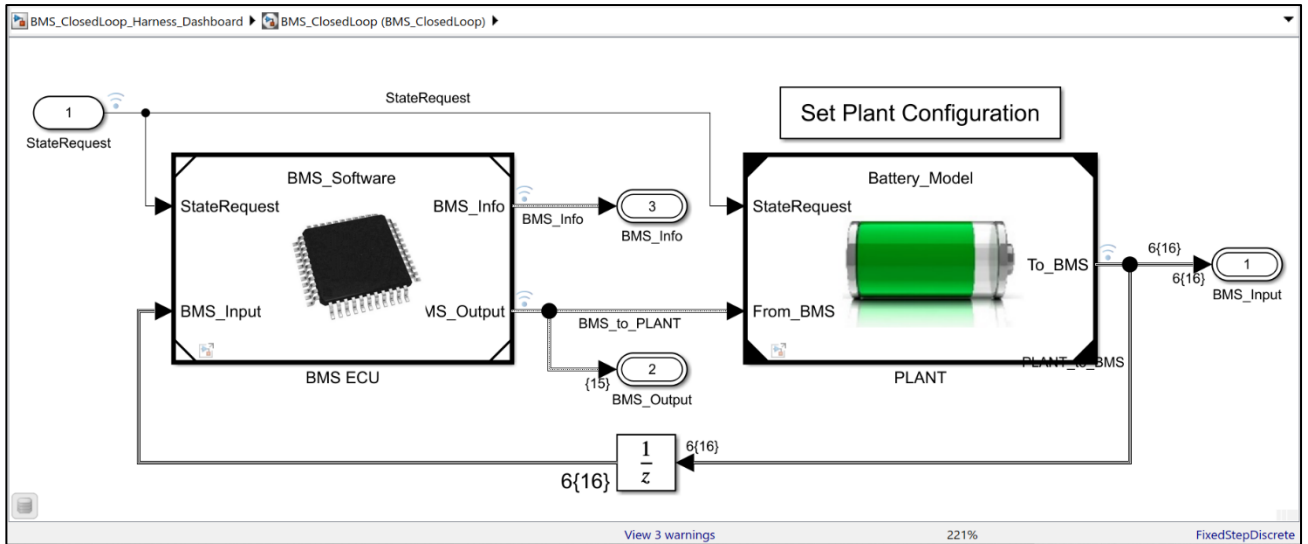 BMS_ClosedLoop_Harness_Dashboard BMS_ClosedLoop (BMS_ClosedLoop)
1
StateRequest
StateRequest
Set Plant Configuration
BMS_Software
StateRequest
BMS_Info
BMS_Input
MS_Output
BMS ECU
BMS_Info
3
BMS_Info
BMS_to_PLANT
{15}
2
BMS_Output
Battery_Model
StateRequest
To_BMS
From_BMS
PLANT_to_BMS
PLANT
6{16}
6{16}
1
BMS_Input
6{16}
1
z
6{16}
View 3 warnings 221% FixedStepDiscrete